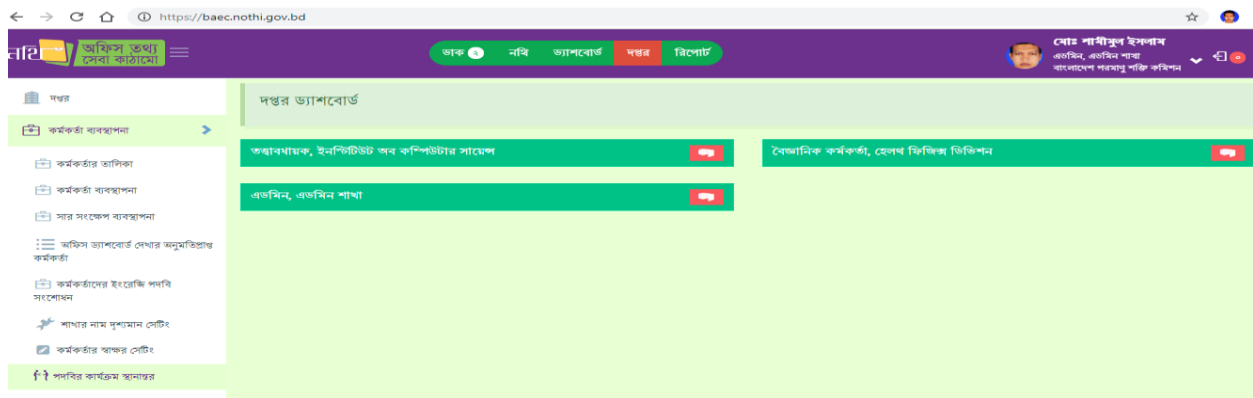 https://baec.nothi.gov.bd
নথি
অফিস তথ্য
সেবা কাঠামো
ডাক
নথি
ড্যাশবোর্ড
দপ্তর
রিপোর্ট
মোঃ শামীমুল ইসলাম
এডমিন, এডমিন শাখা
বাংলাদেশ পরমাণু শক্তি কমিশন
দপ্তর
কর্মকর্তা ব্যবস্থাপনা
কর্মকর্তার তালিকা
কর্মকর্তা ব্যবস্থাপনা
সার সংক্ষেপ ব্যবস্থাপনা
অফিস ড্যাশবোর্ড দেখার অনুমতিপ্রাপ্ত
কর্মকর্তা
কর্মকর্তাদের ইংরেজি পদবি
সংশোধন
শাখার নাম দৃশ্যমান সেটিং
কর্মকর্তার স্বাক্ষর সেটিং
পদবির কার্যক্রম স্থানান্তর
দপ্তর ড্যাশবোর্ড
তত্ত্বাবধায়ক, ইনস্টিটিউট অব কম্পিউটার সায়েন্স
বৈজ্ঞানিক কর্মকর্তা, হেলথ ফিজিক্স ডিভিশন
এডমিন, এডমিন শাখা